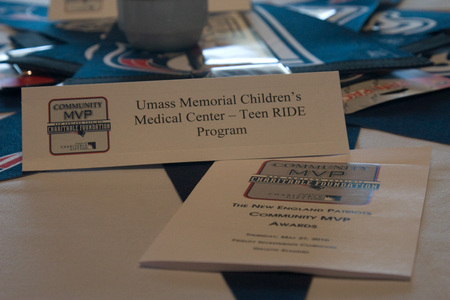 COMMUNITY
MVP
CHARITABLE FOUNDATION
Umass Memorial Children's
Medical Center – Teen RIDE
Program
COMMUNITY
MVP
CHARITABLE FOUNDATION
THE NEW ENGLAND PATRIOTS
COMMUNITY MVP
AWARDS